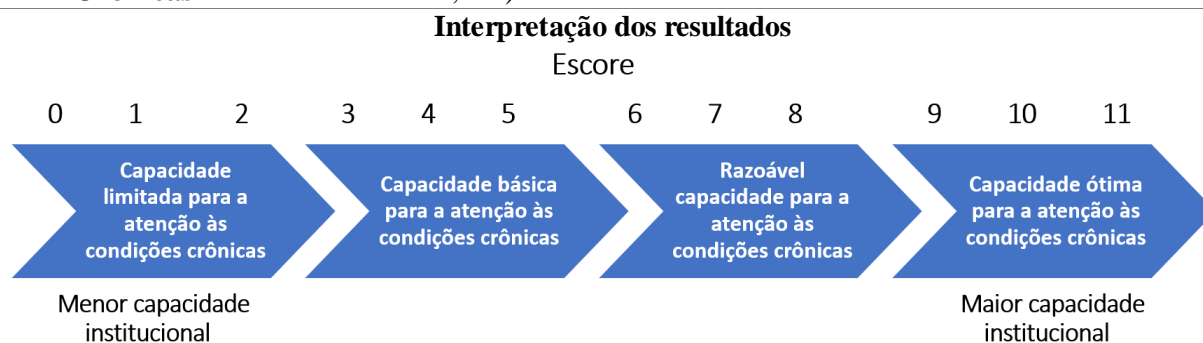 Interpretação dos resultados
Escore
0 1 2 3 4 5 6 7 8 9 10 11
Capacidade
limitada para a
atenção às
condições crônicas
Capacidade básica
para a atenção às
condições crônicas
Razoável
capacidade para a
atenção às
condições crônicas
Capacidade ótima
para a atenção às
condições crônicas
Menor capacidade
institucional
Maior capacidade
institucional